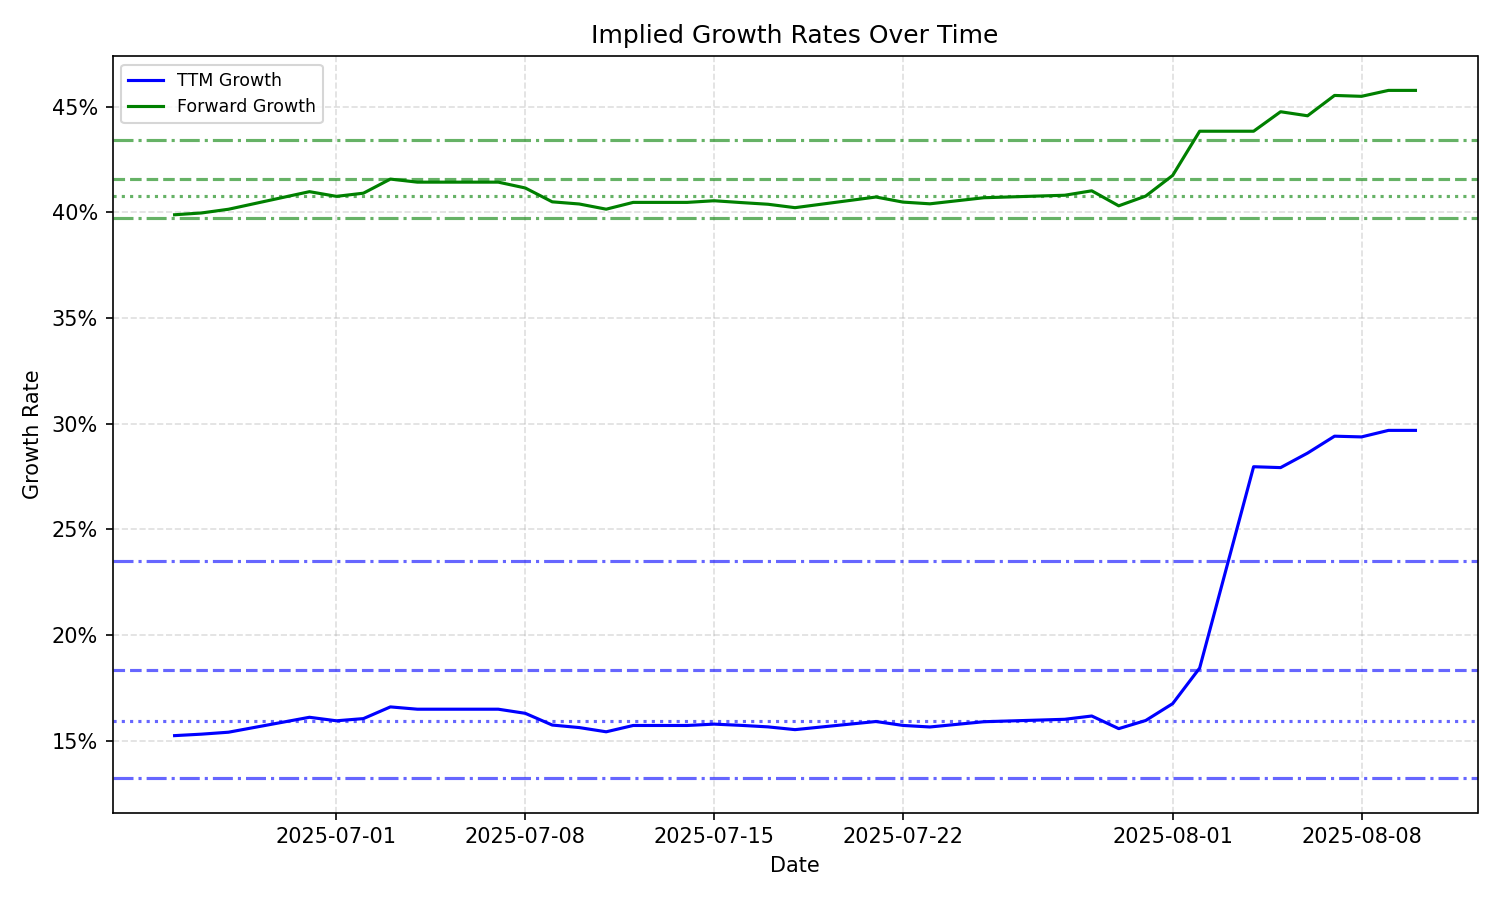 Implied Growth Rates Over Time
TTM Growth
Forward Growth
45%
40%
35%
30%
25%
20%
15%
Growth Rate
2025-07-01
2025-07-08
2025-07-15
2025-07-22
2025-08-01
2025-08-08
Date